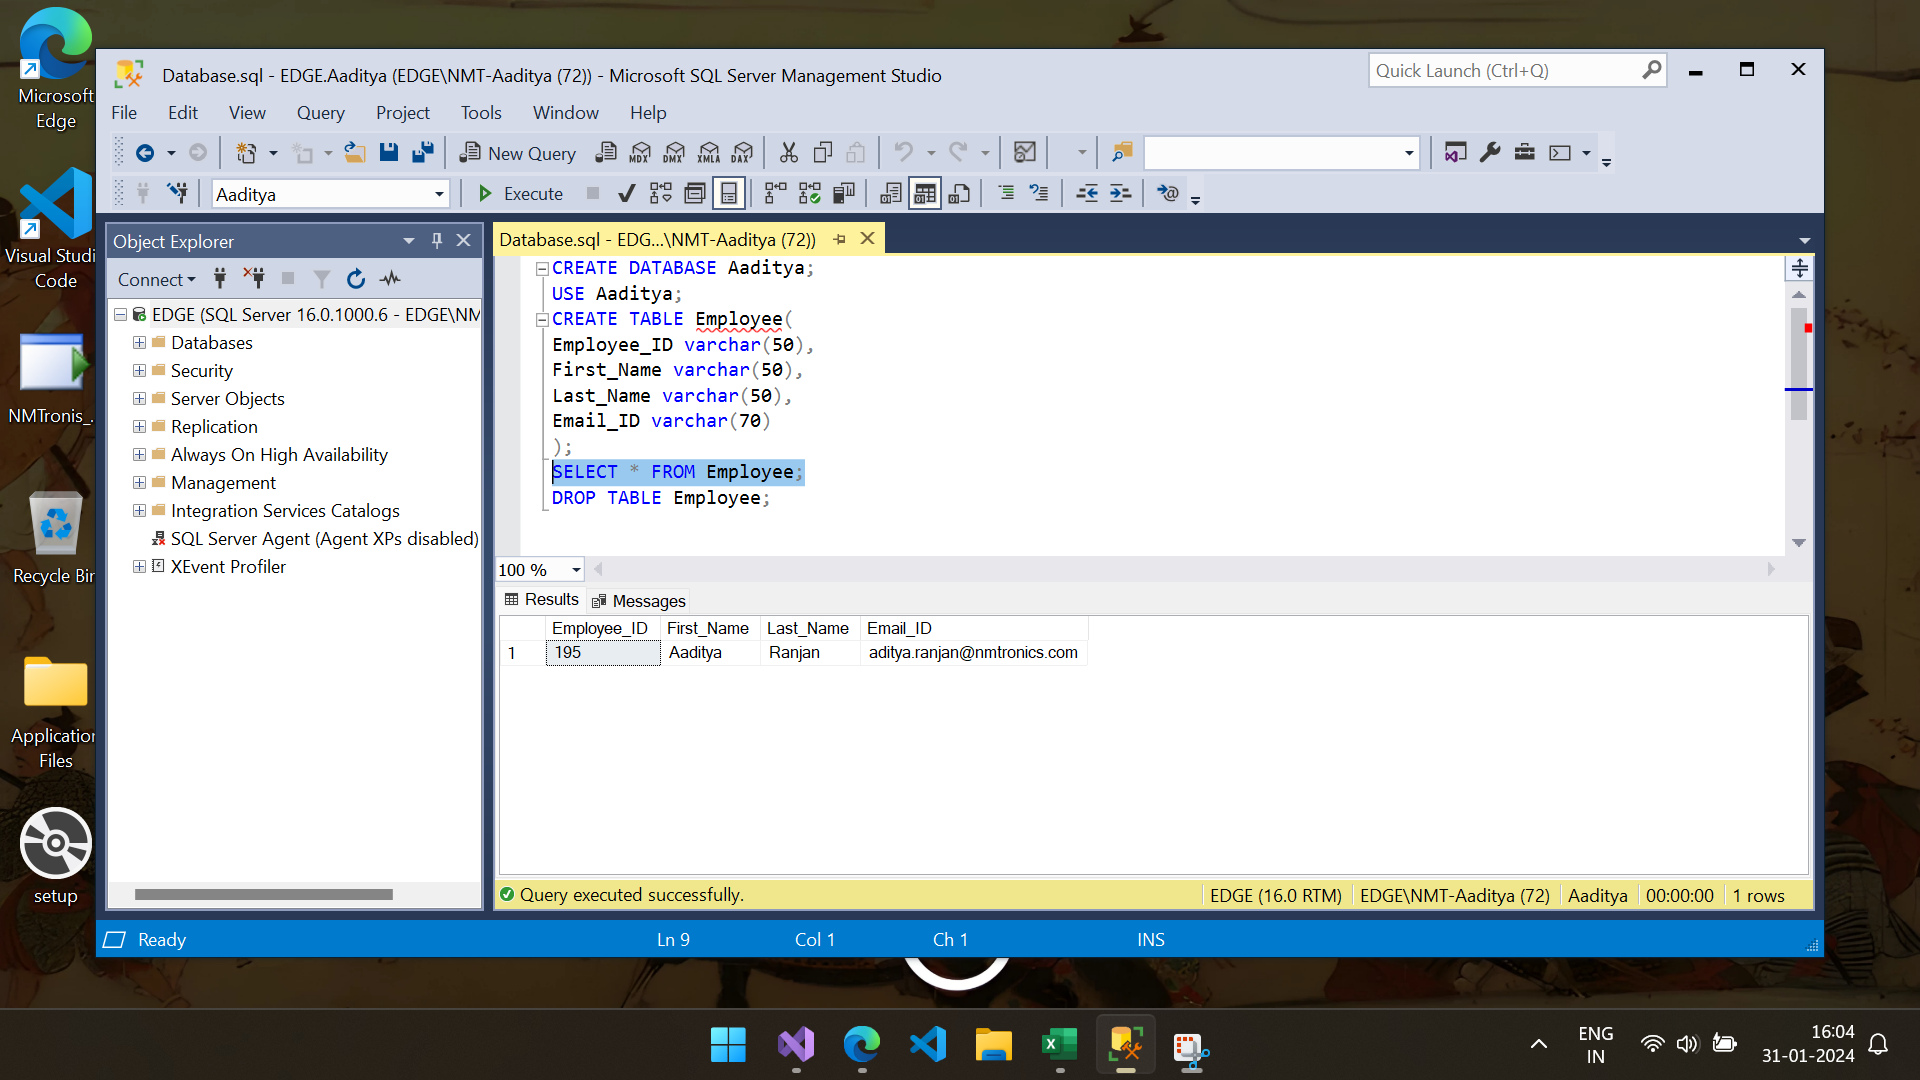 Microsoft
Edge
Visual Studi
Code
NMTronis_..
Recycle Bin
Application
Files
setup
Database.sql - EDGE.Aaditya (EDGE\NMT-Aaditya (72)) - Microsoft SQL Server Management Studio
Quick Launch (Ctrl+Q)
File Edit View Query Project Tools Window Help
New Query MDX DMX XMLA DAX
Aaditya
Execute
Object Explorer
Connect
EDGE (SQL Server 16.0.1000.6 - EDGE\NM
Databases
Security
Server Objects
Replication
Always On High Availability
Management
Integration Services Catalogs
SQL Server Agent (Agent XPs disabled)
XEvent Profiler
Database.sql - EDG...\NMT-Aaditya (72))
CREATE DATABASE Aaditya;
USE Aaditya;
CREATE TABLE Employee(
Employee_ID varchar(50),
First_Name varchar(50),
Last_Name varchar(50),
Email_ID varchar(70)
);
SELECT * FROM Employee;
DROP TABLE Employee;
100 %
Results Messages
Employee_ID First_Name Last_Name Email_ID
1 195 Aaditya Ranjan aditya.ranjan@nmtronics.com
Query executed successfully.
EDGE (16.0 RTM) EDGE\NMT-Aaditya (72) Aaditya 00:00:00 1 rows
Ready Ln 9 Col 1 Ch 1 INS
ENG
IN
16:04
31-01-2024